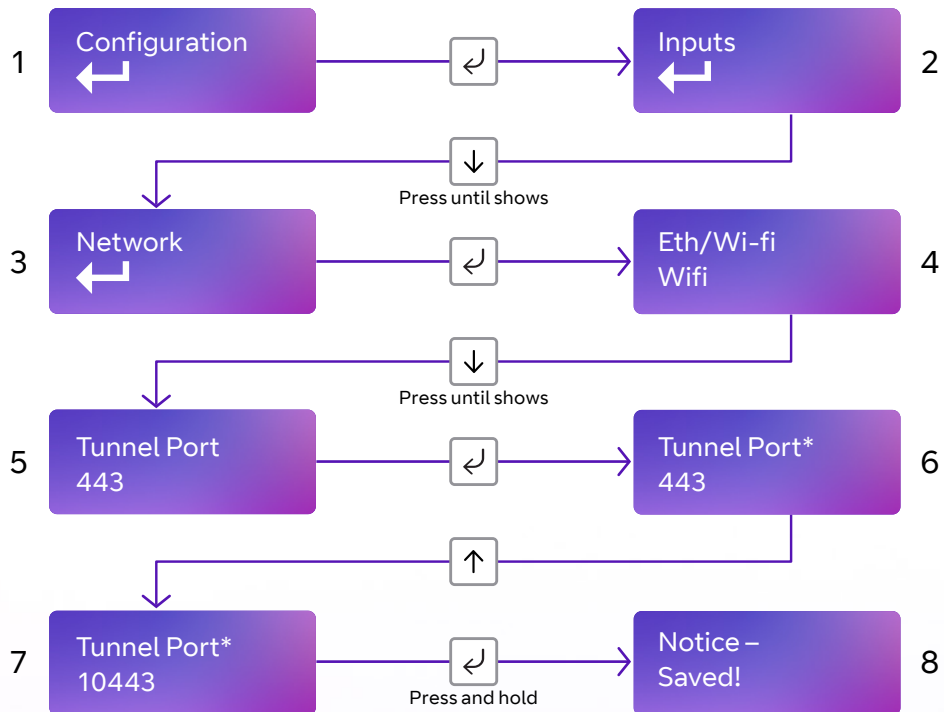 1
Configuration
Inputs
2
Press until shows
3
Network
Eth/Wi-fi
Wifi
4
Press until shows
5
Tunnel Port
443
Tunnel Port*
443
6
7
Tunnel Port*
10443
Press and hold
Notice –
Saved!
8